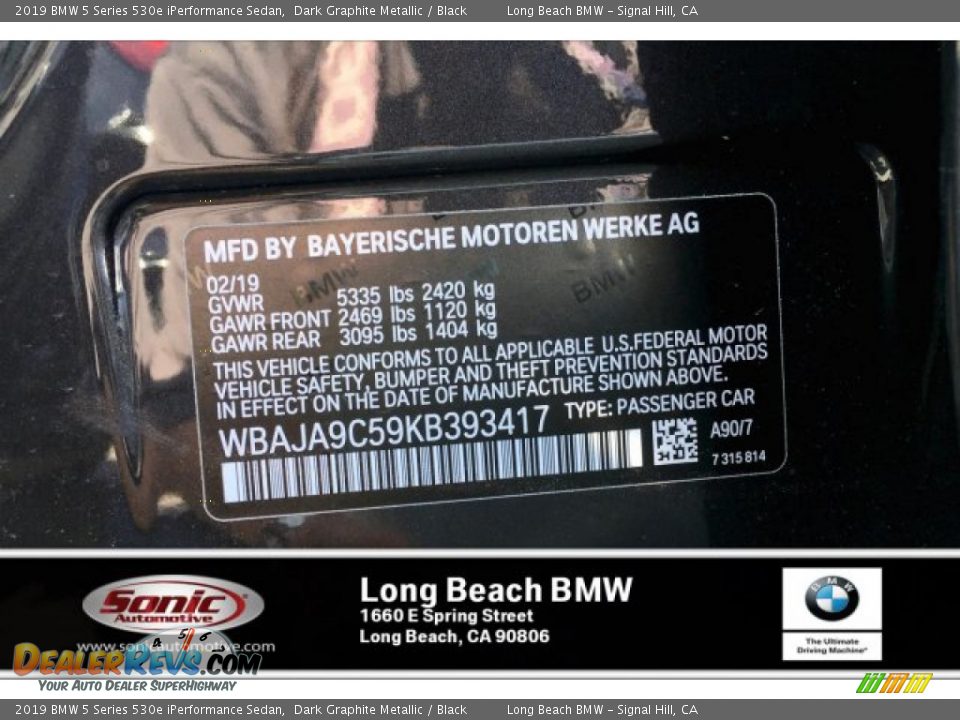 2019 BMW 5 Series 530e iPerformance Sedan, Dark Graphite Metallic / Black Long Beach BMW - Signal Hill, CA
MFD BY BAYERISCHE MOTOREN WERKE AG
02/19
GVWR 5335 lbs 2420 kg
GAWR FRONT 2469 lbs 1120 kg
GAWR REAR 3095 lbs 1404 kg
THIS VEHICLE CONFORMS TO ALL APPLICABLE U.S.FEDERAL MOTOR
VEHICLE SAFETY, BUMPER AND THEFT PREVENTION STANDARDS
IN EFFECT ON THE DATE OF MANUFACTURE SHOWN ABOVE.
WBAJA9C59KB393417 TYPE: PASSENGER CAR
A90/7
7 315 814
BMW
BMW
Sonic
Automotive
www.sonicautomotive.com
Long Beach BMW
1660 E Spring Street
Long Beach, CA 90806
BMW
The Ultimate
Driving Machine®
4 5 6
DealerRevs.com
Your Auto Dealer SuperHighway
2019 BMW 5 Series 530e iPerformance Sedan, Dark Graphite Metallic / Black Long Beach BMW - Signal Hill, CA